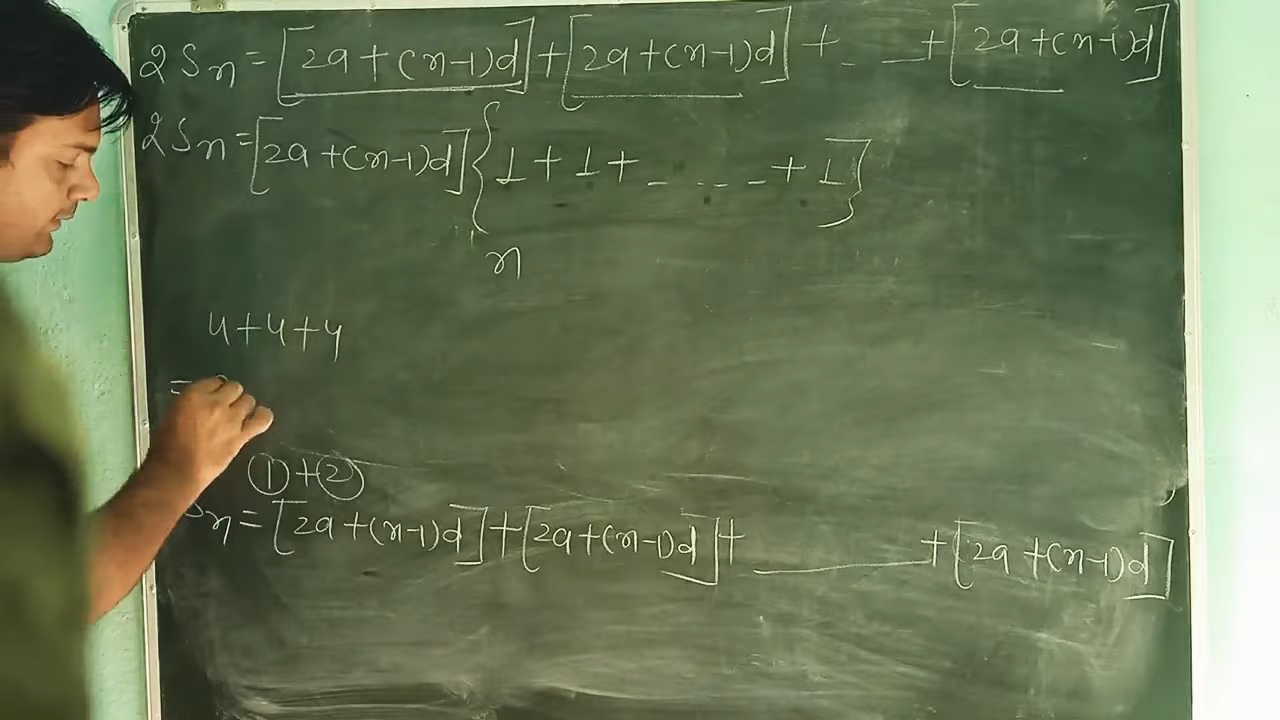 2Sn = [2a+(n-1)d] + [2a+(n-1)d] + - — + [2a+(n-1)d]
2Sn = [2a+(n-1)d] {1 + 1 + - - - - + 1}
n
4+4+4
=
① + ②
Sn = [2a+(n-1)d] + [2a+(n-1)d] + ——— + [2a+(n-1)d]